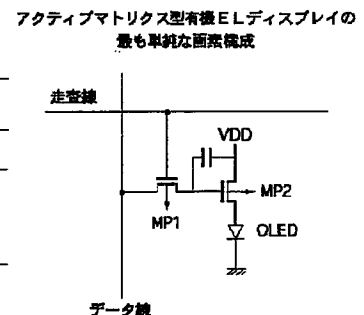 アクティブマトリクス型有機ELディスプレイの
最も単純な画素構成
走査線
VDD
MP2
MP1
OLED
データ線